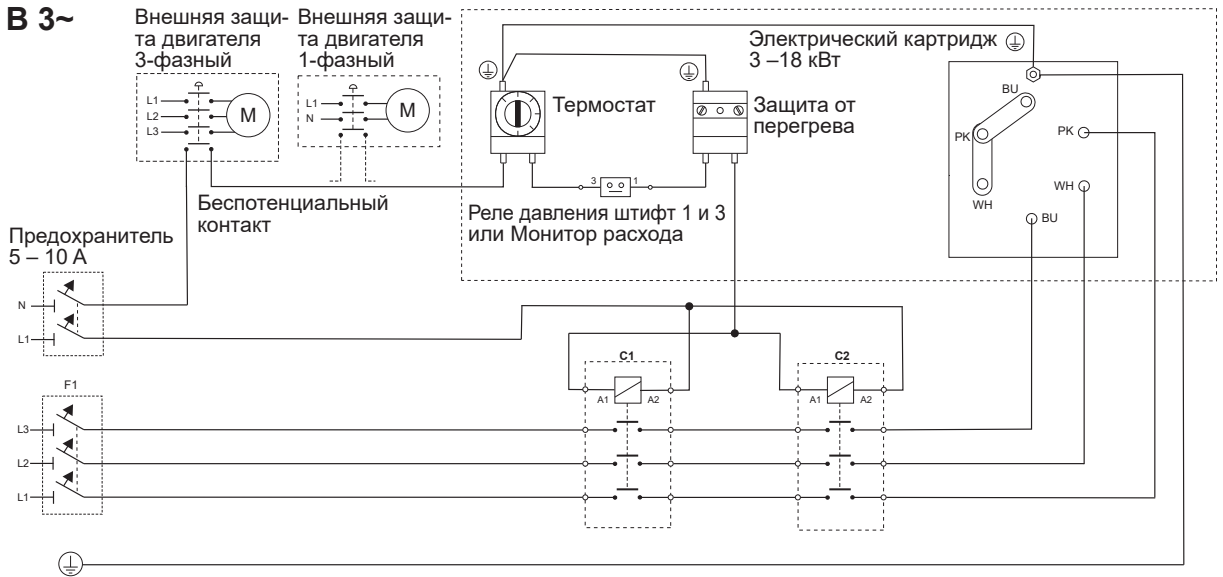 В 3~
Внешняя защи-
та двигателя
3-фазный
Внешняя защи-
та двигателя
1-фазный
L1
L2
L3
M
L1
N
M
Беспотенциальный
контакт
Термостат
Защита от
перегрева
3
1
Реле давления штифт 1 и 3
или Монитор расхода
Электрический картридж
3 –18 кВт
BU
PK
WH
PK
WH
BU
Предохранитель
5 – 10 A
N
L1
F1
L3
L2
L1
C1
A1
A2
C2
A1
A2